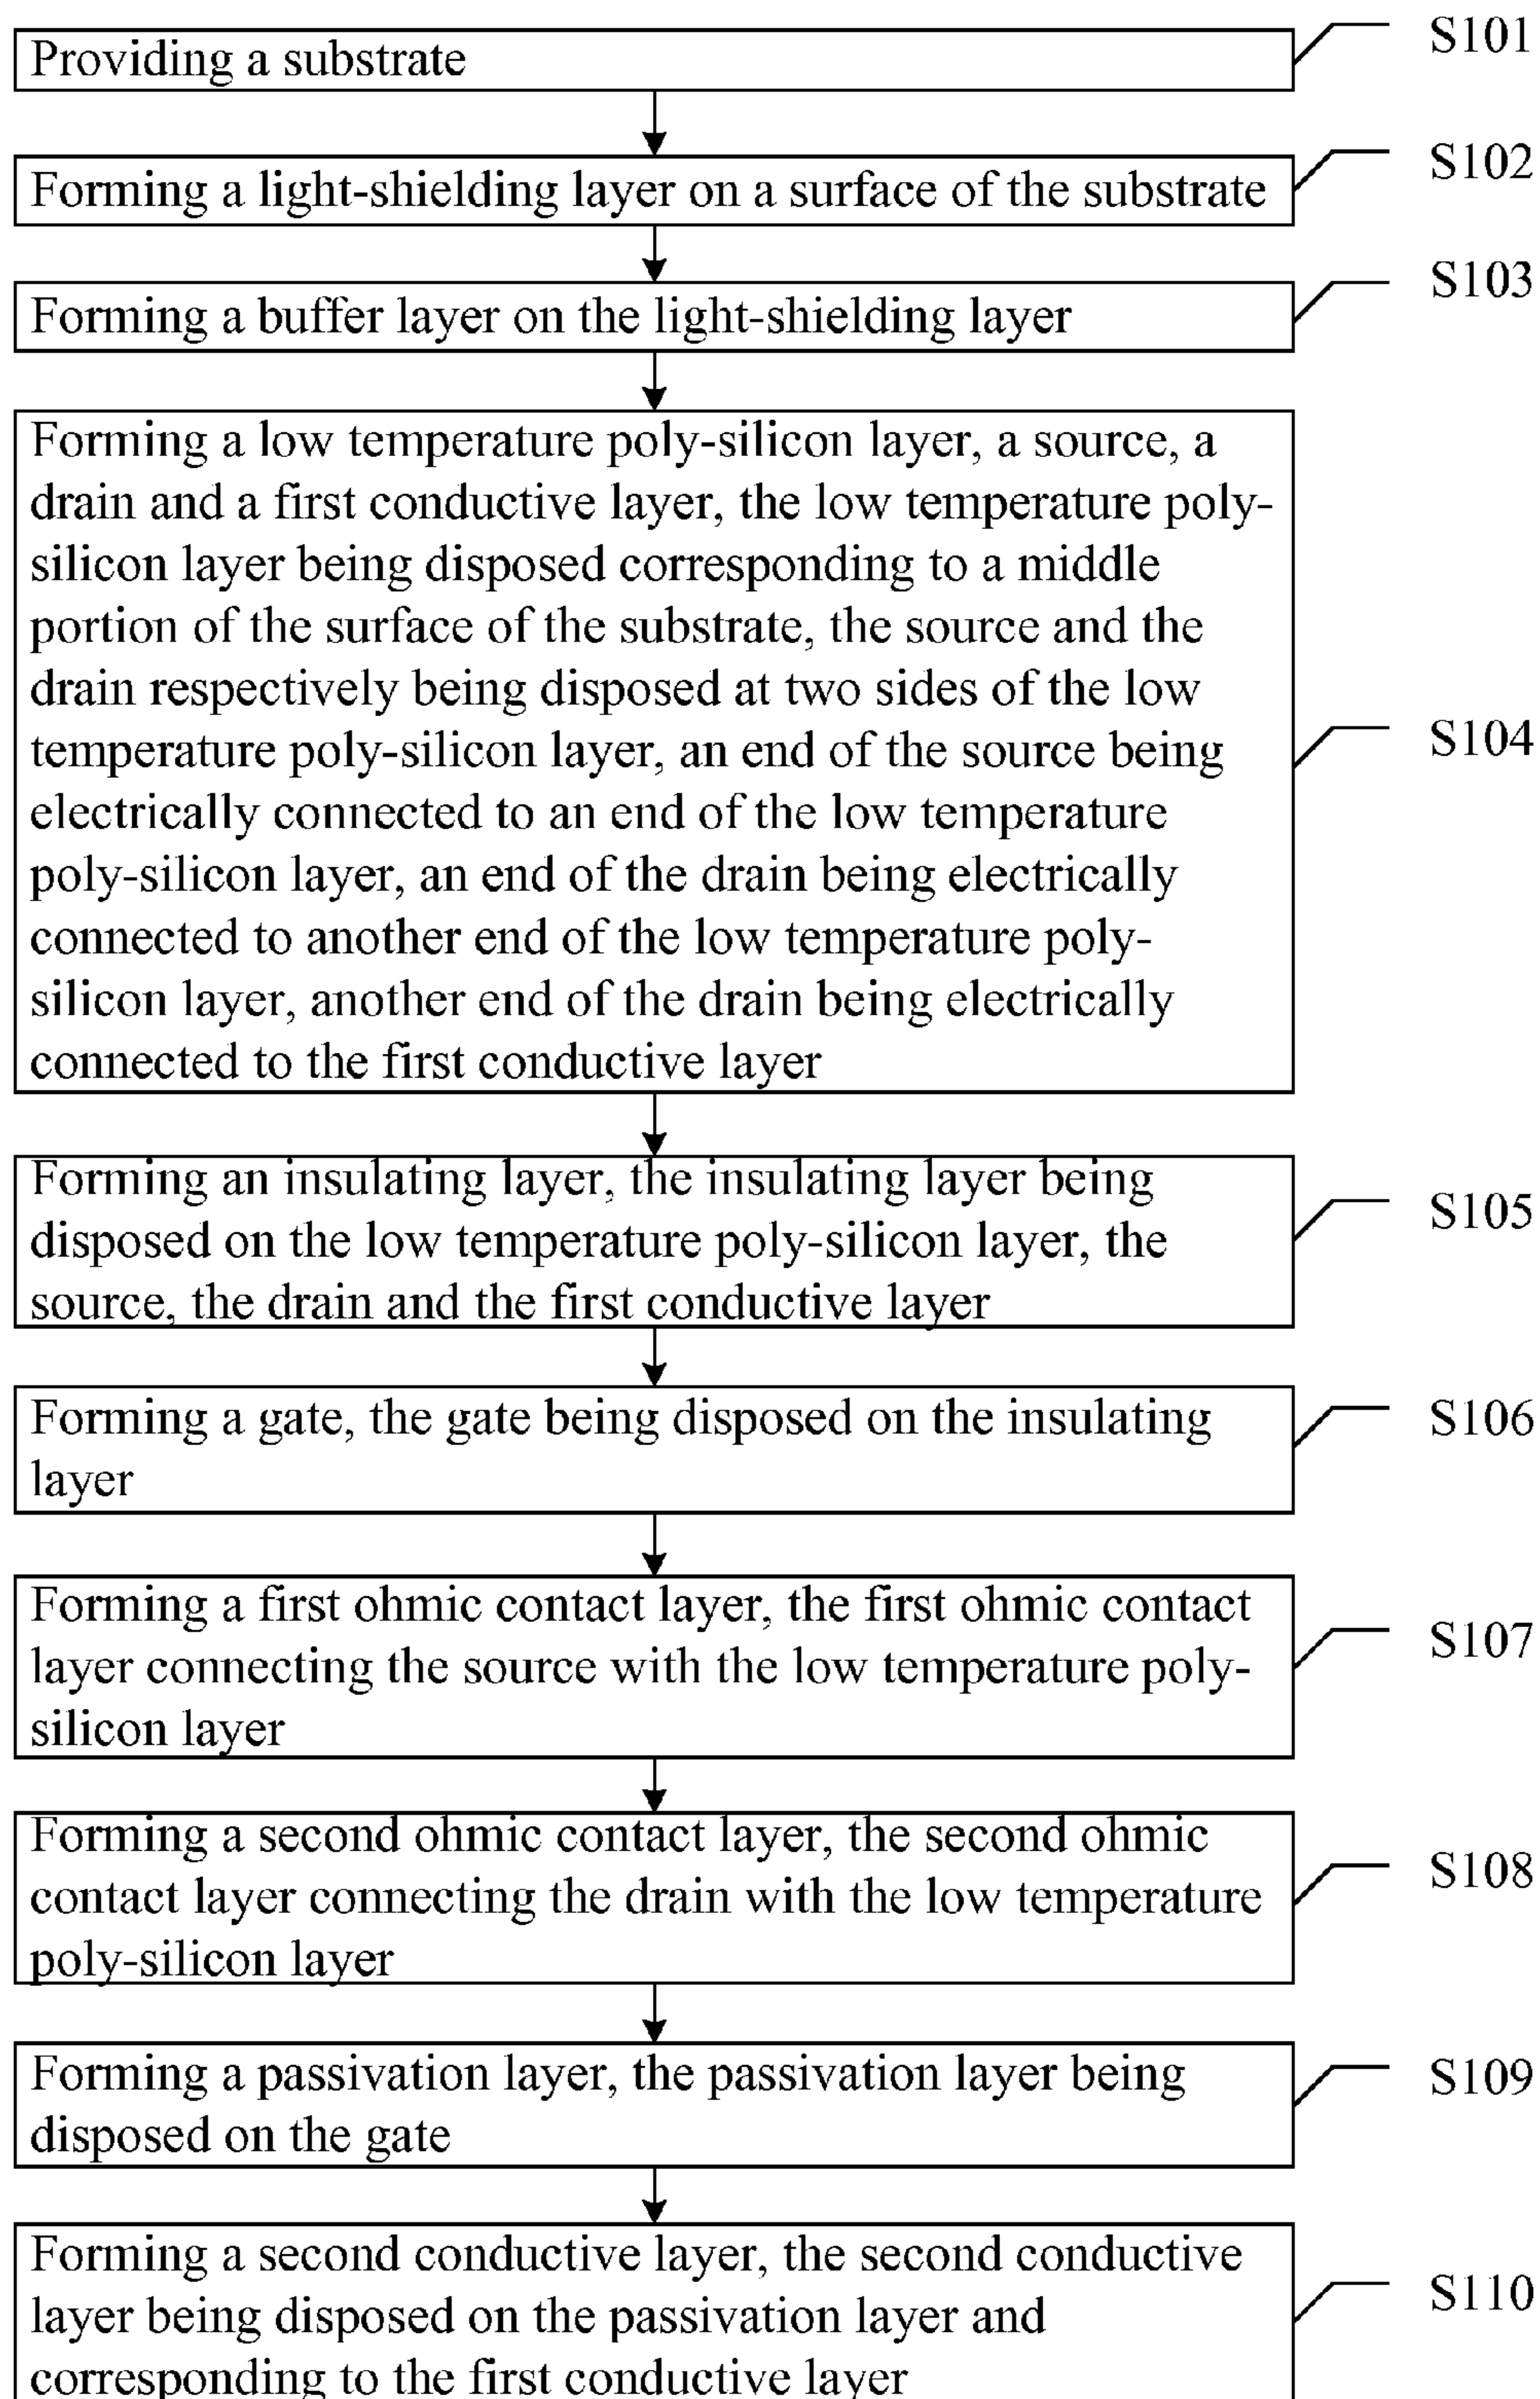 Providing a substrate
S101
Forming a light-shielding layer on a surface of the substrate
S102
Forming a buffer layer on the light-shielding layer
S103
Forming a low temperature poly-silicon layer, a source, a
drain and a first conductive layer, the low temperature poly-
silicon layer being disposed corresponding to a middle
portion of the surface of the substrate, the source and the
drain respectively being disposed at two sides of the low
temperature poly-silicon layer, an end of the source being
electrically connected to an end of the low temperature
poly-silicon layer, an end of the drain being electrically
connected to another end of the low temperature poly-
silicon layer, another end of the drain being electrically
connected to the first conductive layer
S104
Forming an insulating layer, the insulating layer being
disposed on the low temperature poly-silicon layer, the
source, the drain and the first conductive layer
S105
Forming a gate, the gate being disposed on the insulating
layer
S106
Forming a first ohmic contact layer, the first ohmic contact
layer connecting the source with the low temperature poly-
silicon layer
S107
Forming a second ohmic contact layer, the second ohmic
contact layer connecting the drain with the low temperature
poly-silicon layer
S108
Forming a passivation layer, the passivation layer being
disposed on the gate
S109
Forming a second conductive layer, the second conductive
layer being disposed on the passivation layer and
corresponding to the first conductive layer
S110